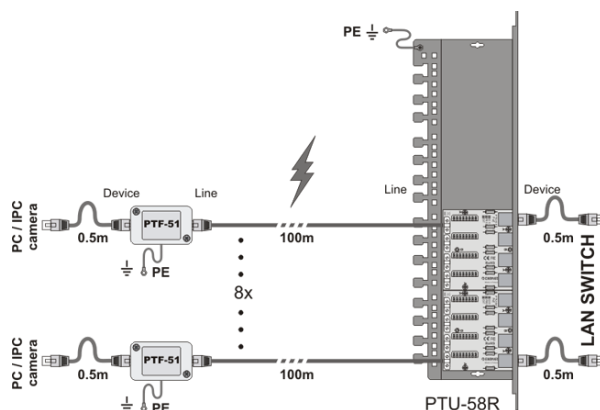 PE
Device
Line
Line
Device
PC / IPC
camera
PTF-51
0.5m
100m
0.5m
PE
8x
LAN SWITCH
PC / IPC
camera
PTF-51
0.5m
100m
0.5m
PE
PTU-58R